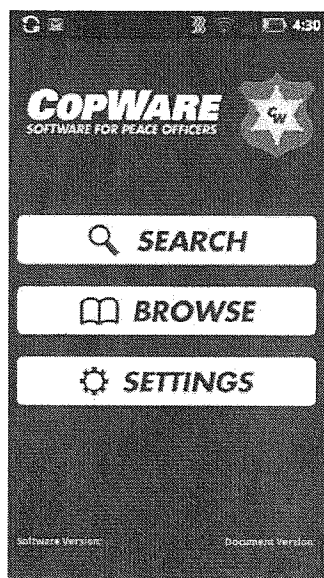 4:30
COPWARE
SOFTWARE FOR PEACE OFFICERS
CW
SEARCH
BROWSE
SETTINGS
Software Version:
Document Version: